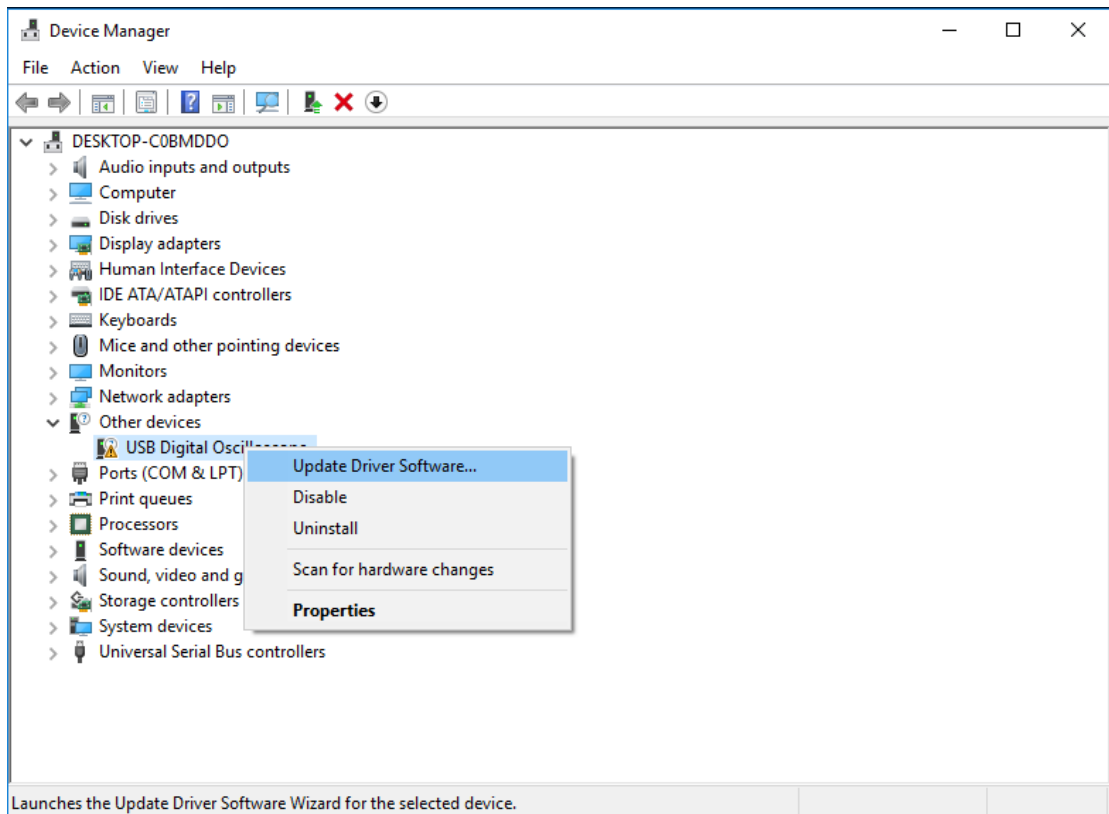 Device Manager
File Action View Help
DESKTOP-C0BMDDO
Audio inputs and outputs
Computer
Disk drives
Display adapters
Human Interface Devices
IDE ATA/ATAPI controllers
Keyboards
Mice and other pointing devices
Monitors
Network adapters
Other devices
USB Digital
Ports (COM & LPT)
Print queues
Processors
Software devices
Sound, video and g
Storage controllers
System devices
Universal Serial Bus controllers
Update Driver Software...
Disable
Uninstall
Scan for hardware changes
Properties
Launches the Update Driver Software Wizard for the selected device.